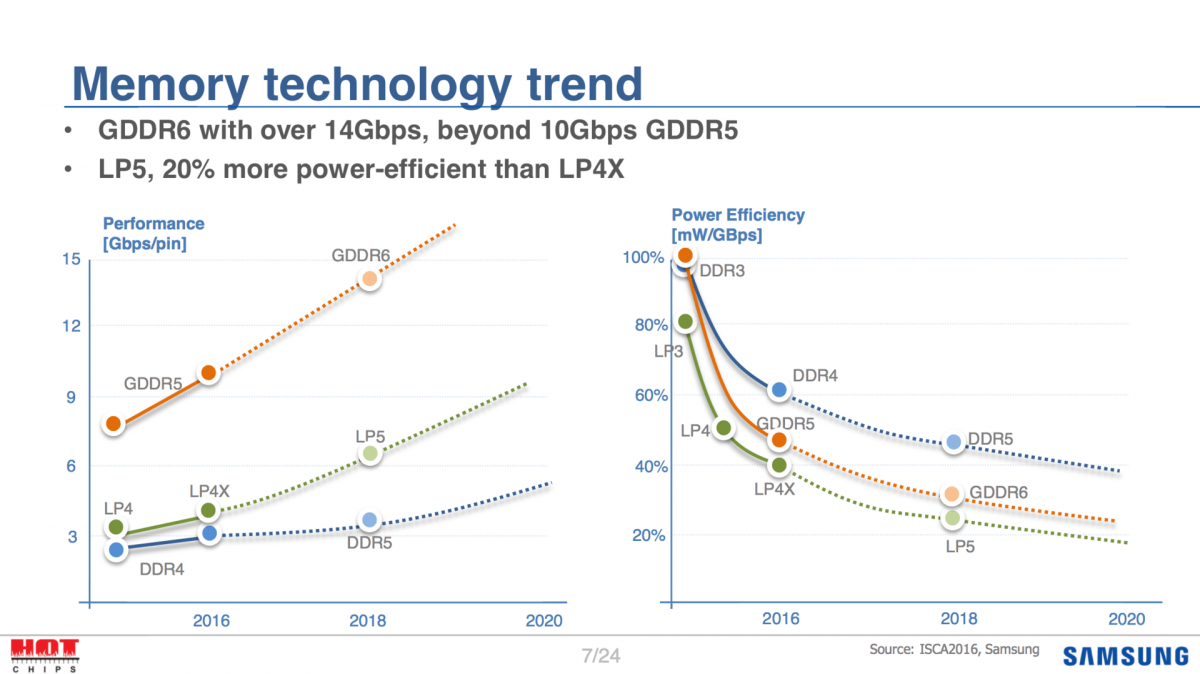 Memory technology trend
• GDDR6 with over 14Gbps, beyond 10Gbps GDDR5
• LP5, 20% more power-efficient than LP4X
Performance
[Gbps/pin]
15
12
9
6
3
GDDR6
GDDR5
LP5
LP4X
LP4
DDR5
DDR4
2016
2018
2020
Power Efficiency
[mW/GBps]
100%
80%
60%
40%
20%
DDR3
LP3
DDR4
GDDR5
LP4
DDR5
LP4X
GDDR6
LP5
2016
2018
2020
HOT
CHIPS
7/24
Source: ISCA2016, Samsung
SAMSUNG